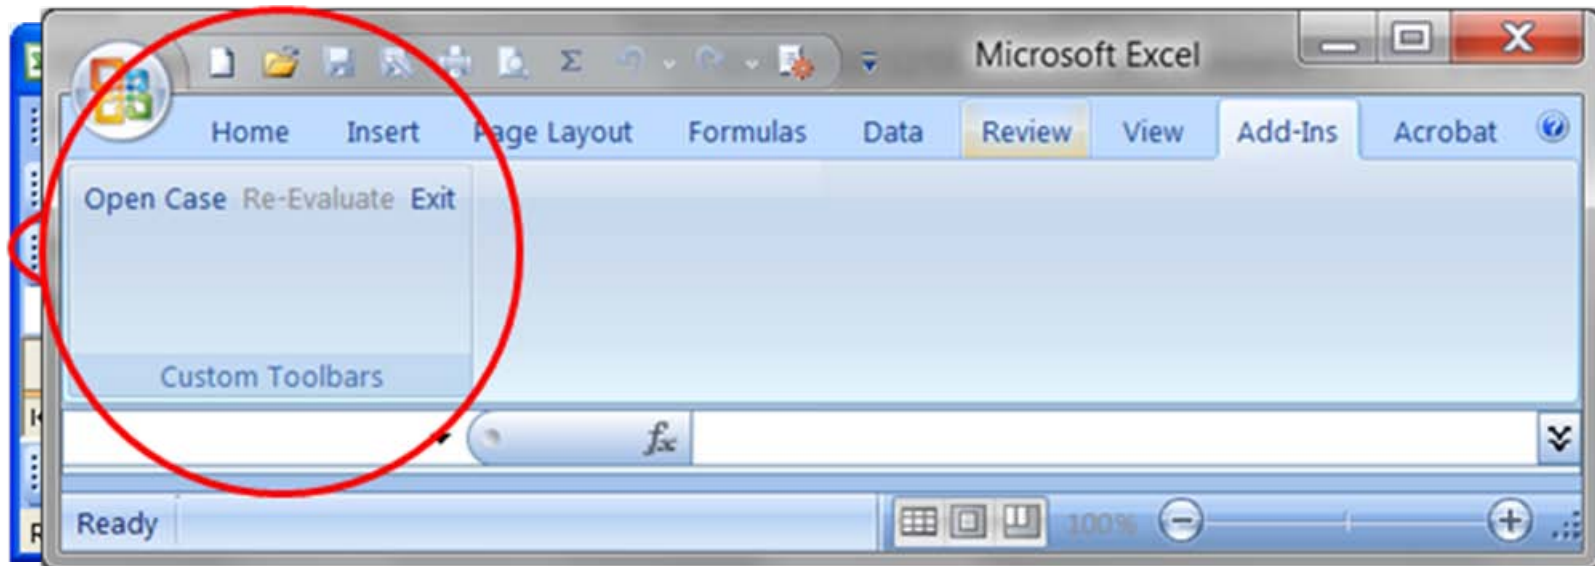 Microsoft Excel
Home Insert Page Layout Formulas Data Review View Add-Ins Acrobat
Open Case Re-Evaluate Exit
Custom Toolbars
fx
Ready 100%